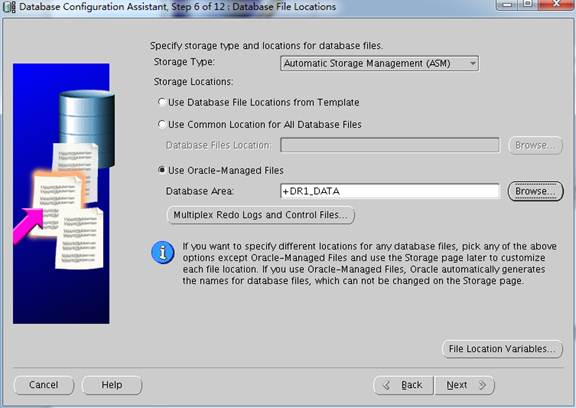 Database Configuration Assistant, Step 6 of 12 : Database File Locations
Specify storage type and locations for database files.
Storage Type: Automatic Storage Management (ASM)
Storage Locations:
Use Database File Locations from Template
Use Common Location for All Database Files
Database Files Location: Browse...
Use Oracle-Managed Files
Database Area: +DR1_DATA Browse...
Multiplex Redo Logs and Control Files...
If you want to specify different locations for any database files, pick any of the above
options except Oracle-Managed Files and use the Storage page later to customize
each file location. If you use Oracle-Managed Files, Oracle automatically generates
the names for database files, which can not be changed on the Storage page.
File Location Variables...
Cancel Help Back Next